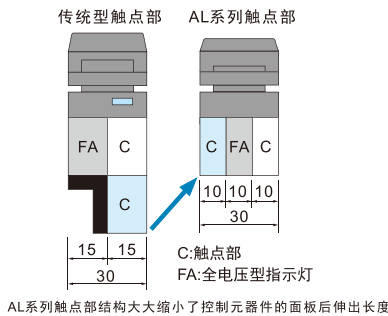 传统型触点部 AL系列触点部
FA C C FA C
C
10 10 10
15 15 30
30
C:触点部
FA:全电压型指示灯
AL系列触点部结构大大缩小了控制元器件的面板后伸出长度